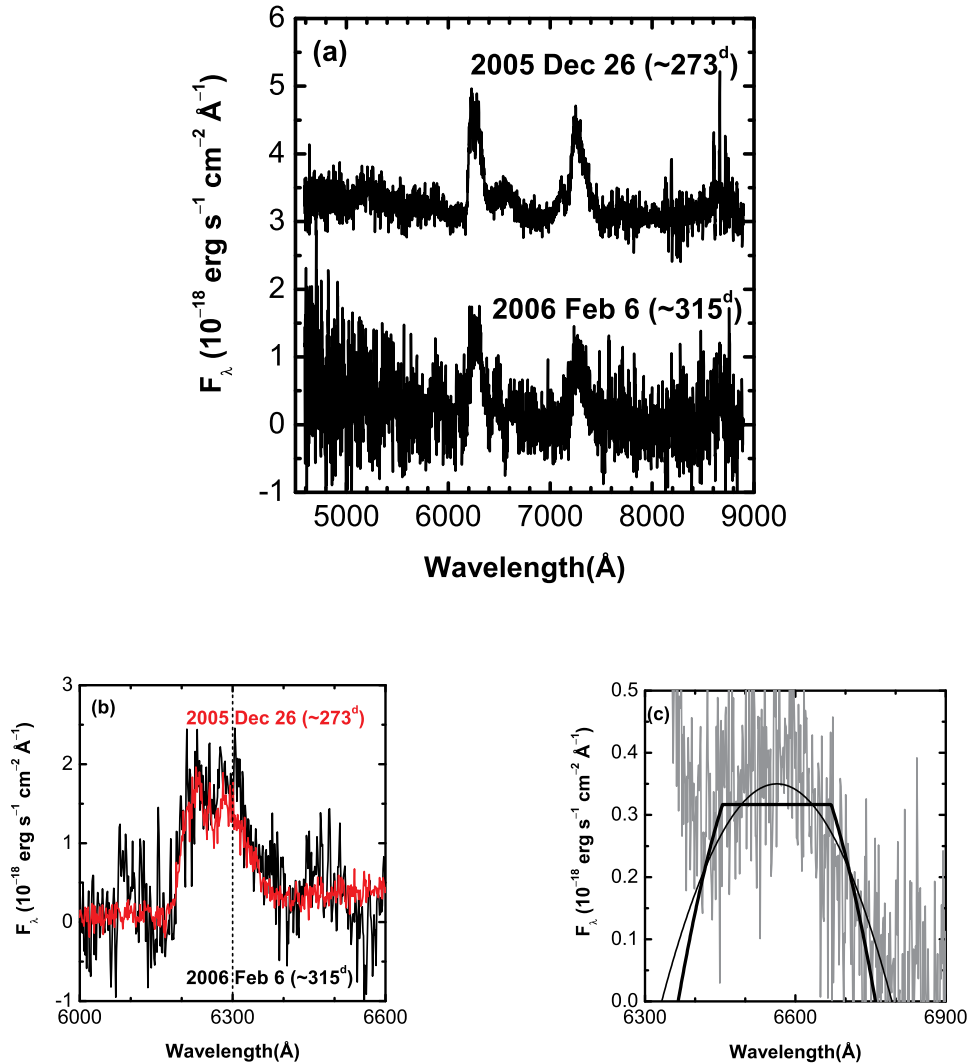 (a)
2005 Dec 26 (~273ᵈ)
2006 Feb 6 (~315ᵈ)
6
5
4
3
2
1
0
-1
F_λ (10⁻¹⁸ erg s⁻¹ cm⁻² Å⁻¹)
5000 6000 7000 8000 9000
Wavelength(Å)
(b)
2005 Dec 26 (~273ᵈ)
2006 Feb 6 (~315ᵈ)
3
2
1
0
-1
F_λ (10⁻¹⁸ erg s⁻¹ cm⁻² Å⁻¹)
6000 6300 6600
Wavelength(Å)
(c)
0.5
0.4
0.3
0.2
0.1
0.0
F_λ (10⁻¹⁸ erg s⁻¹ cm⁻² Å⁻¹)
6300 6600 6900
Wavelength(Å)